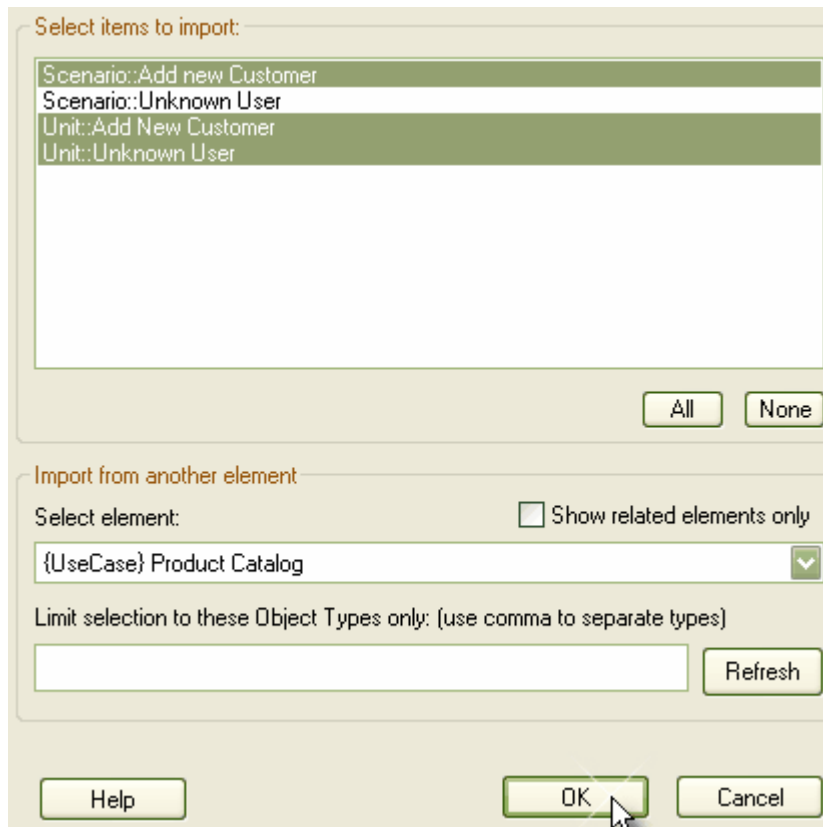 Select items to import:
Scenario::Add new Customer
Scenario::Unknown User
Unit::Add New Customer
Unit::Unknown User
All None
Import from another element
Select element: Show related elements only
{UseCase} Product Catalog
Limit selection to these Object Types only: (use comma to separate types)
Refresh
Help OK Cancel